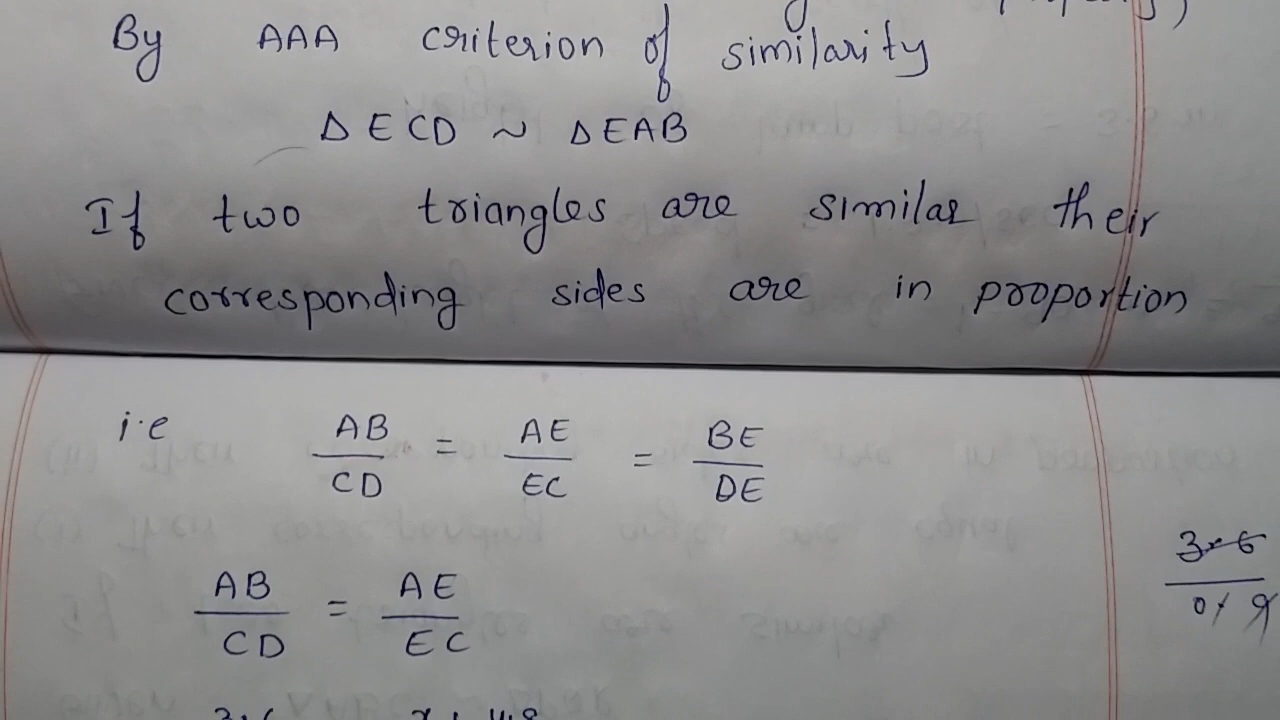 By AAA criterion of similarity
Δ ECD ~ Δ EAB
If two triangles are similar their
corresponding sides are in proportion
i.e AB/CD = AE/EC = BE/DE
AB/CD = AE/EC